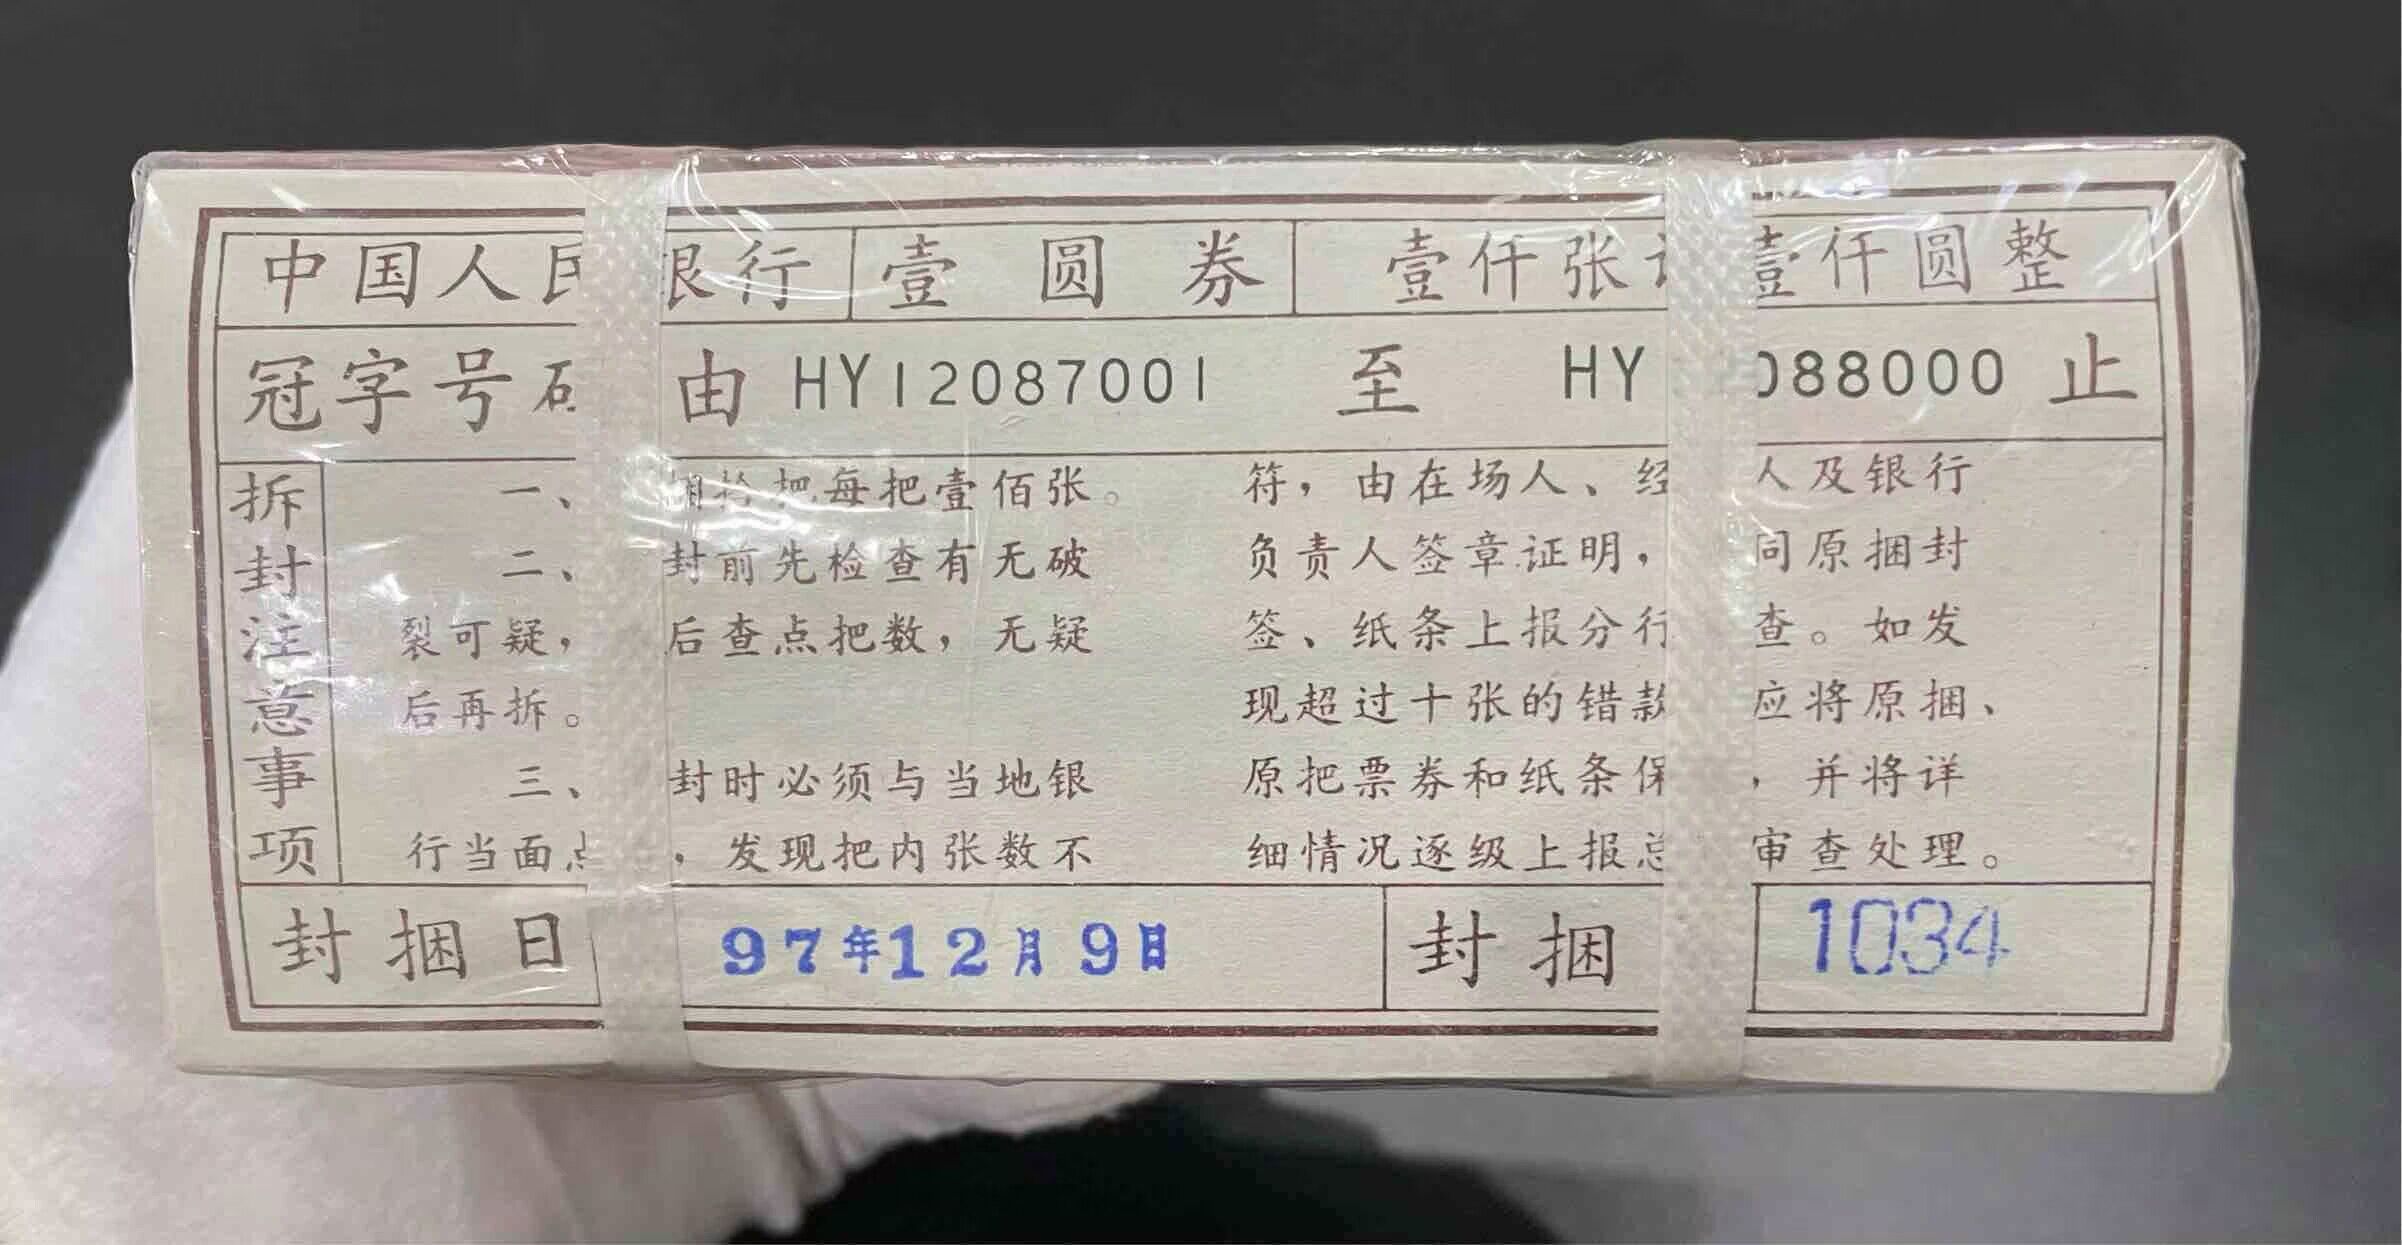 中国人民银行 壹圆券 壹仟张计壹仟圆整
冠字号码 由 HY12087001 至 HY 088000 止
拆封注意事项
一、 捆拾把每把壹佰张。
二、 封前先检查有无破
裂可疑, 后查点把数,无疑
后再拆。
三、 封时必须与当地银
行当面点 ,发现把内张数不
符,由在场人、经 人及银行
负责人签章证明, 同原捆封
签、纸条上报分行 查。如发
现超过十张的错款 应将原捆、
原把票券和纸条保 ,并将详
细情况逐级上报总 审查处理。
封捆日 97年12月9日 封捆 1034